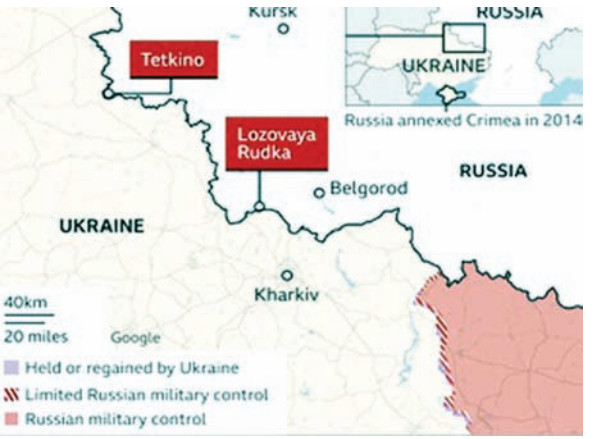 Kursk
RUSSIA
Tetkino
UKRAINE
Russia annexed Crimea in 2014
Lozovaya
Rudka
RUSSIA
Belgorod
UKRAINE
Kharkiv
40km
20 miles
Google
Held or regained by Ukraine
Limited Russian military control
Russian military control